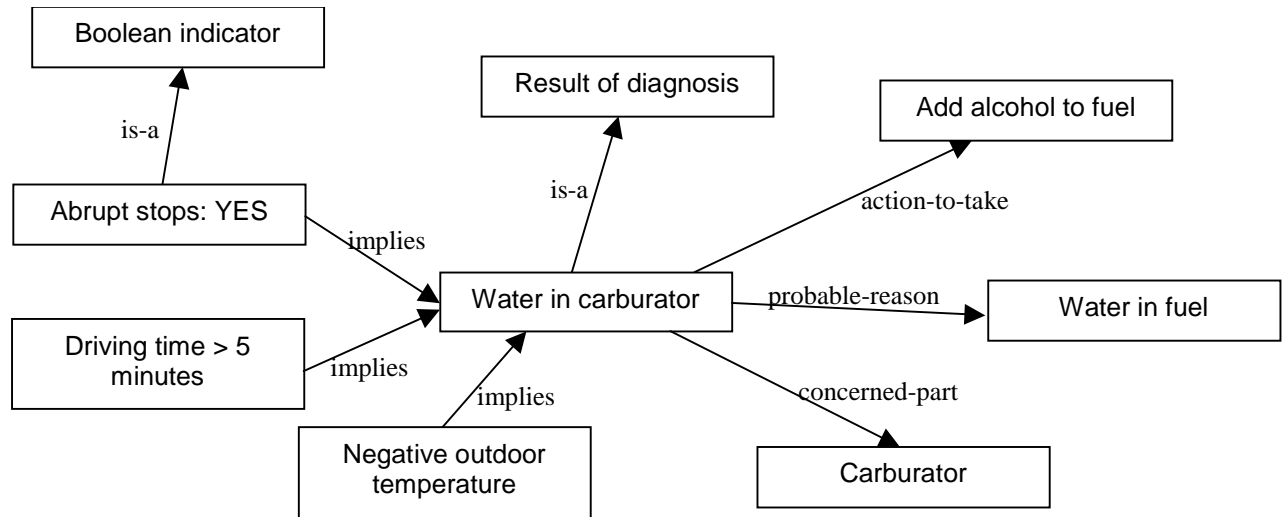 Boolean indicator
Result of diagnosis
Add alcohol to fuel
is-a
is-a
Abrupt stops: YES
action-to-take
implies
Water in carburator
probable-reason
Water in fuel
Driving time > 5
minutes
implies
implies
concerned-part
Negative outdoor
temperature
Carburator